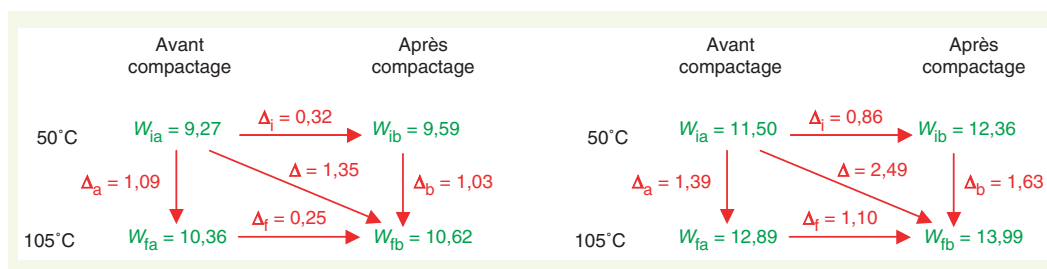 Avant
compactage
Après
compactage
50°C
W_ia = 9,27
Δ_i = 0,32
W_ib = 9,59
Δ_a = 1,09
Δ = 1,35
Δ_b = 1,03
105°C
W_fa = 10,36
Δ_f = 0,25
W_fb = 10,62
Avant
compactage
Après
compactage
50°C
W_ia = 11,50
Δ_i = 0,86
W_ib = 12,36
Δ_a = 1,39
Δ = 2,49
Δ_b = 1,63
105°C
W_fa = 12,89
Δ_f = 1,10
W_fb = 13,99